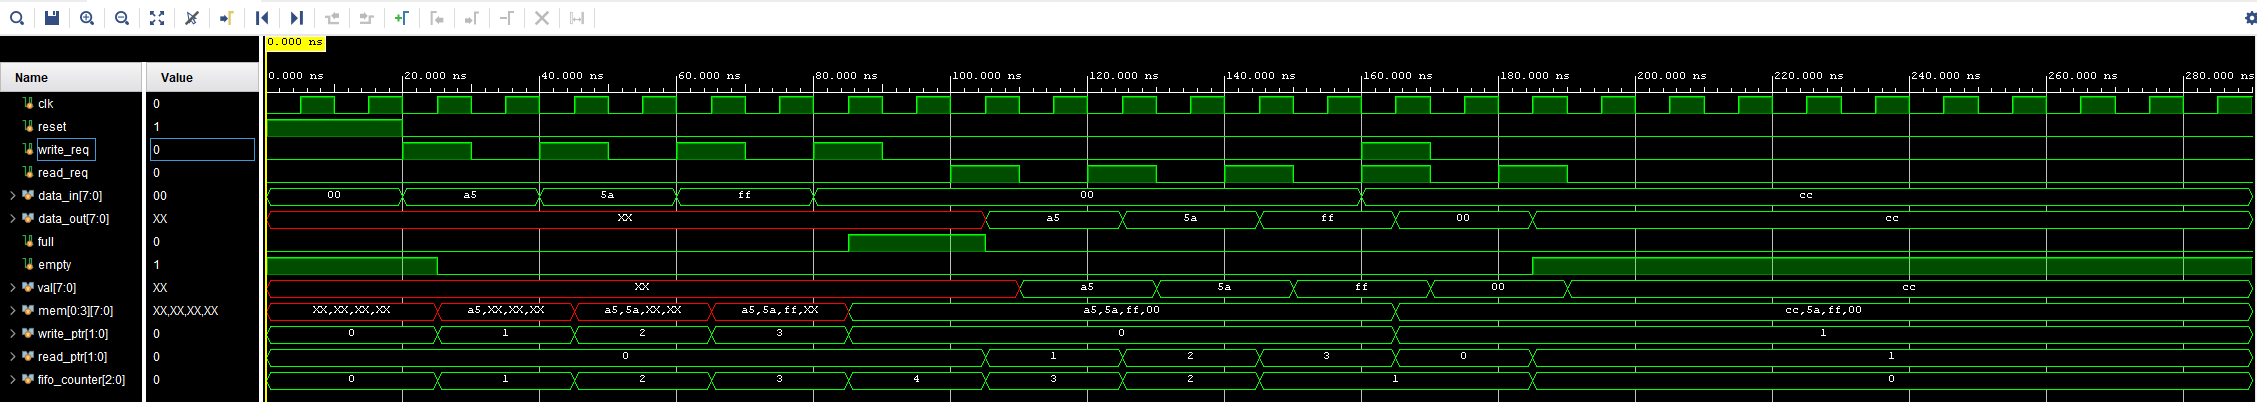 0.000 ns
Name Value
0.000 ns 20.000 ns 40.000 ns 60.000 ns 80.000 ns 100.000 ns 120.000 ns 140.000 ns 160.000 ns 180.000 ns 200.000 ns 220.000 ns 240.000 ns 260.000 ns 280.000 ns
clk 0
reset 1
write_req 0
read_req 0
data_in[7:0] 00 00 a5 5a ff 00 cc
data_out[7:0] XX XX a5 5a ff 00 cc
full 0
empty 1
val[7:0] XX XX a5 5a ff 00 cc
mem[0:3][7:0] XX,XX,XX,XX XX,XX,XX,XX a5,XX,XX,XX a5,5a,XX,XX a5,5a,ff,XX a5,5a,ff,00 cc,5a,ff,00
write_ptr[1:0] 0 0 1 2 3 0 1
read_ptr[1:0] 0 0 1 2 3 0 1
fifo_counter[2:0] 0 0 1 2 3 4 3 2 1 0